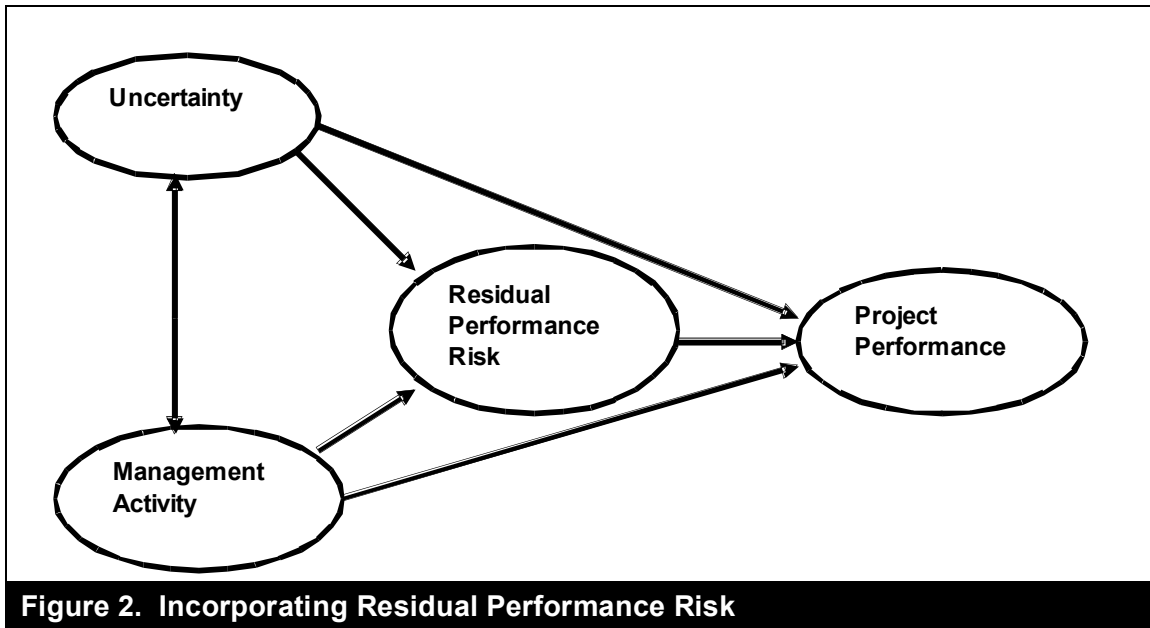 Uncertainty
Residual
Performance
Risk
Project
Performance
Management
Activity
Figure 2. Incorporating Residual Performance Risk